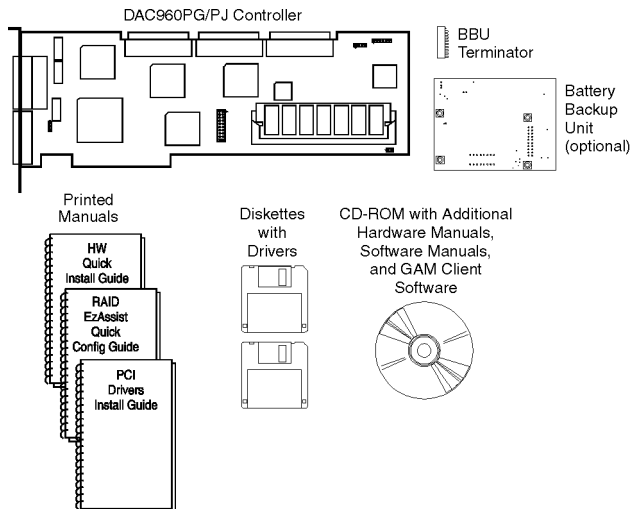 DAC960PG/PJ Controller
BBU
Terminator
Battery
Backup
Unit
(optional)
Printed
Manuals
HW
Quick
Install Guide
RAID
EzAssist
Quick
Config Guide
PCI
Drivers
Install Guide
Diskettes
with
Drivers
CD-ROM with Additional
Hardware Manuals,
Software Manuals,
and GAM Client
Software